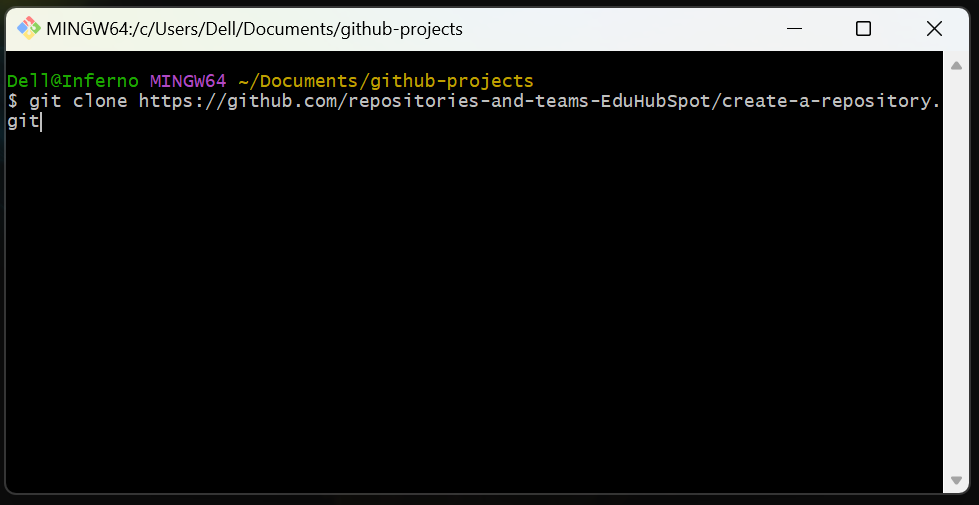 MINGW64:/c/Users/Dell/Documents/github-projects
Dell@Inferno MINGW64 ~/Documents/github-projects
$ git clone https://github.com/repositories-and-teams-EduHubSpot/create-a-repository.
git